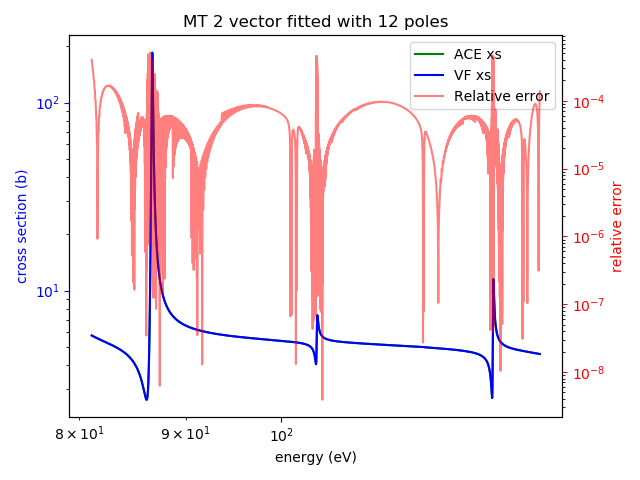 MT 2 vector fitted with 12 poles
ACE xs
VF xs
Relative error
10²
10¹
cross section (b)
10⁻⁴
10⁻⁵
10⁻⁶
10⁻⁷
10⁻⁸
relative error
8 × 10¹
9 × 10¹
10²
energy (eV)